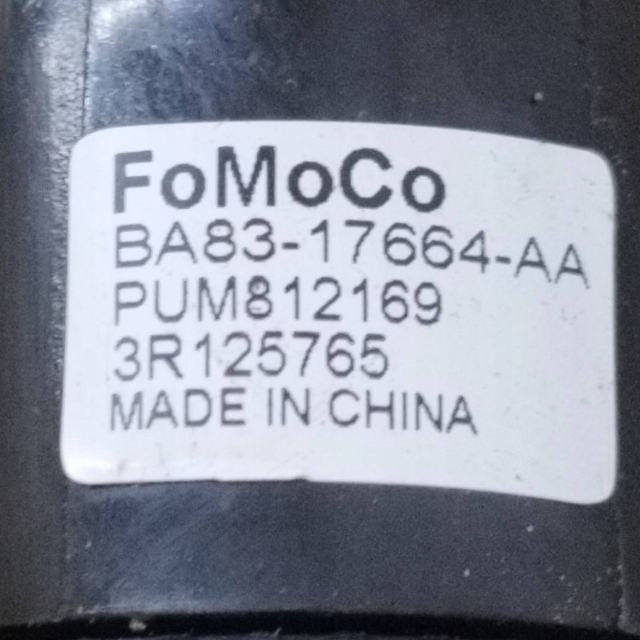 FoMoCo
BA83-17664-AA
PUM812169
3R125765
MADE IN CHINA